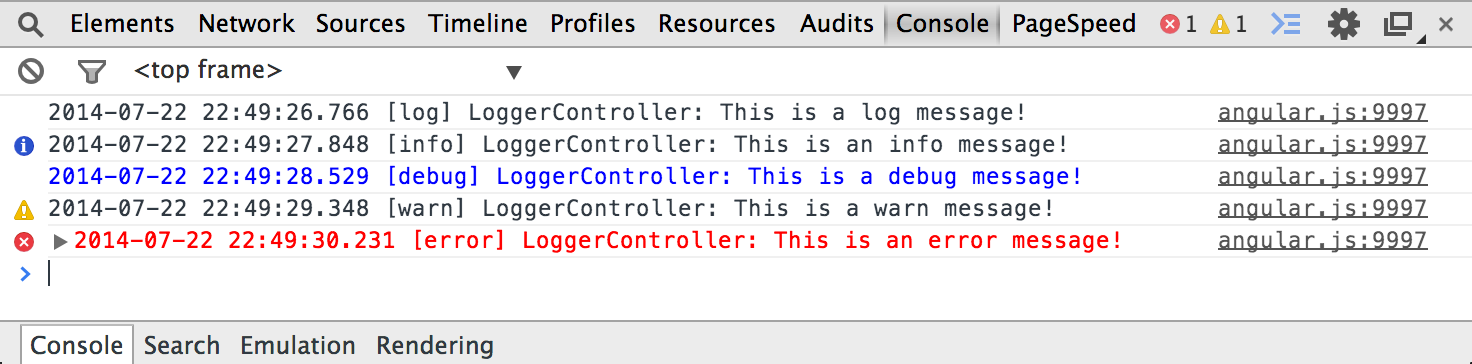 Elements Network Sources Timeline Profiles Resources Audits Console PageSpeed 1 1
<top frame>
2014-07-22 22:49:26.766 [log] LoggerController: This is a log message! angular.js:9997
2014-07-22 22:49:27.848 [info] LoggerController: This is an info message! angular.js:9997
2014-07-22 22:49:28.529 [debug] LoggerController: This is a debug message! angular.js:9997
2014-07-22 22:49:29.348 [warn] LoggerController: This is a warn message! angular.js:9997
2014-07-22 22:49:30.231 [error] LoggerController: This is an error message! angular.js:9997
Console Search Emulation Rendering